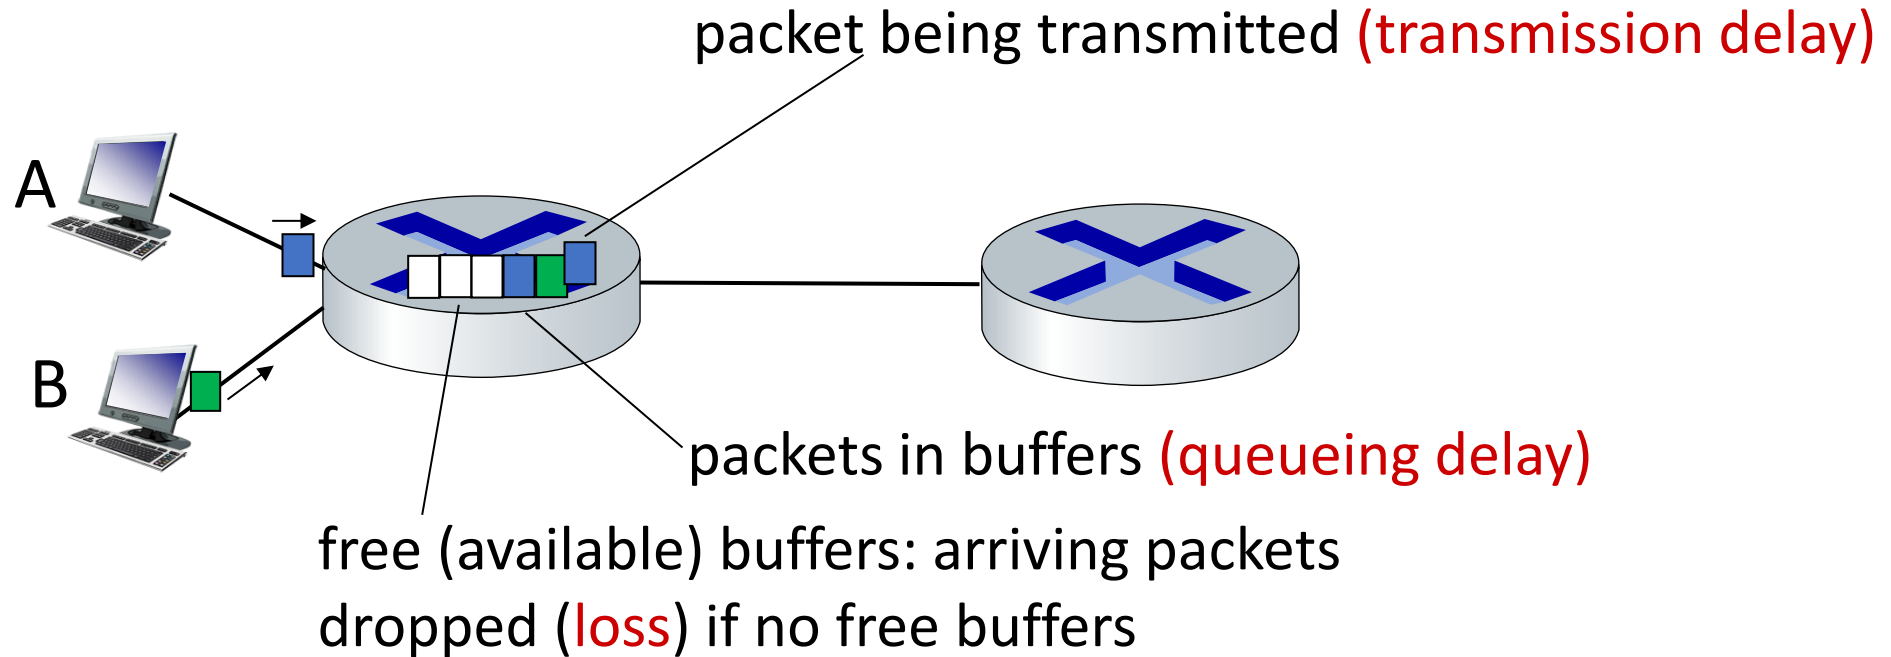 packet being transmitted (transmission delay)
A
B
packets in buffers (queueing delay)
free (available) buffers: arriving packets
dropped (loss) if no free buffers